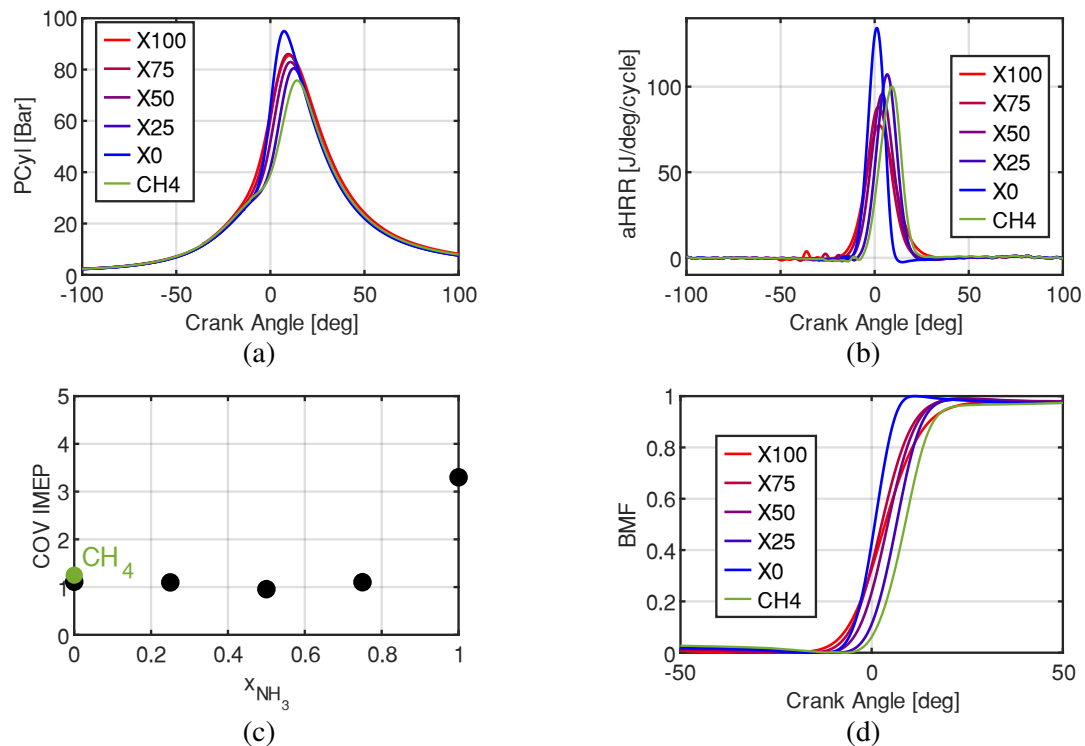 PCyl [Bar]
100
80
60
40
20
0
-100
-50
0
50
100
Crank Angle [deg]
X100
X75
X50
X25
X0
CH4
(a)
aHRR [J/deg/cycle]
100
50
0
-100
-50
0
50
100
Crank Angle [deg]
X100
X75
X50
X25
X0
CH4
(b)
COV IMEP
5
4
3
2
1
0
0
0.2
0.4
0.6
0.8
1
CH4
xNH3
(c)
BMF
1
0.8
0.6
0.4
0.2
0
-50
0
50
Crank Angle [deg]
X100
X75
X50
X25
X0
CH4
(d)